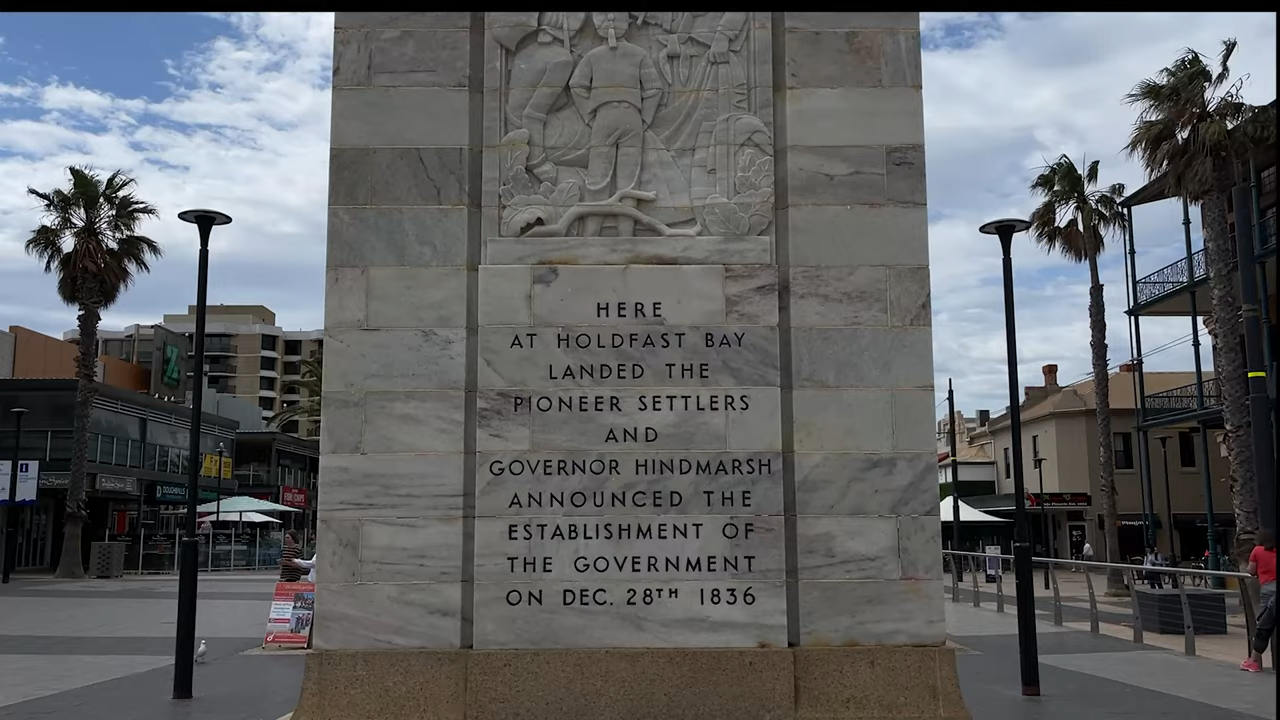 HERE
AT HOLDFAST BAY
LANDED THE
PIONEER SETTLERS
AND
GOVERNOR HINDMARSH
ANNOUNCED THE
ESTABLISHMENT OF
THE GOVERNMENT
ON DEC. 28TH 1836